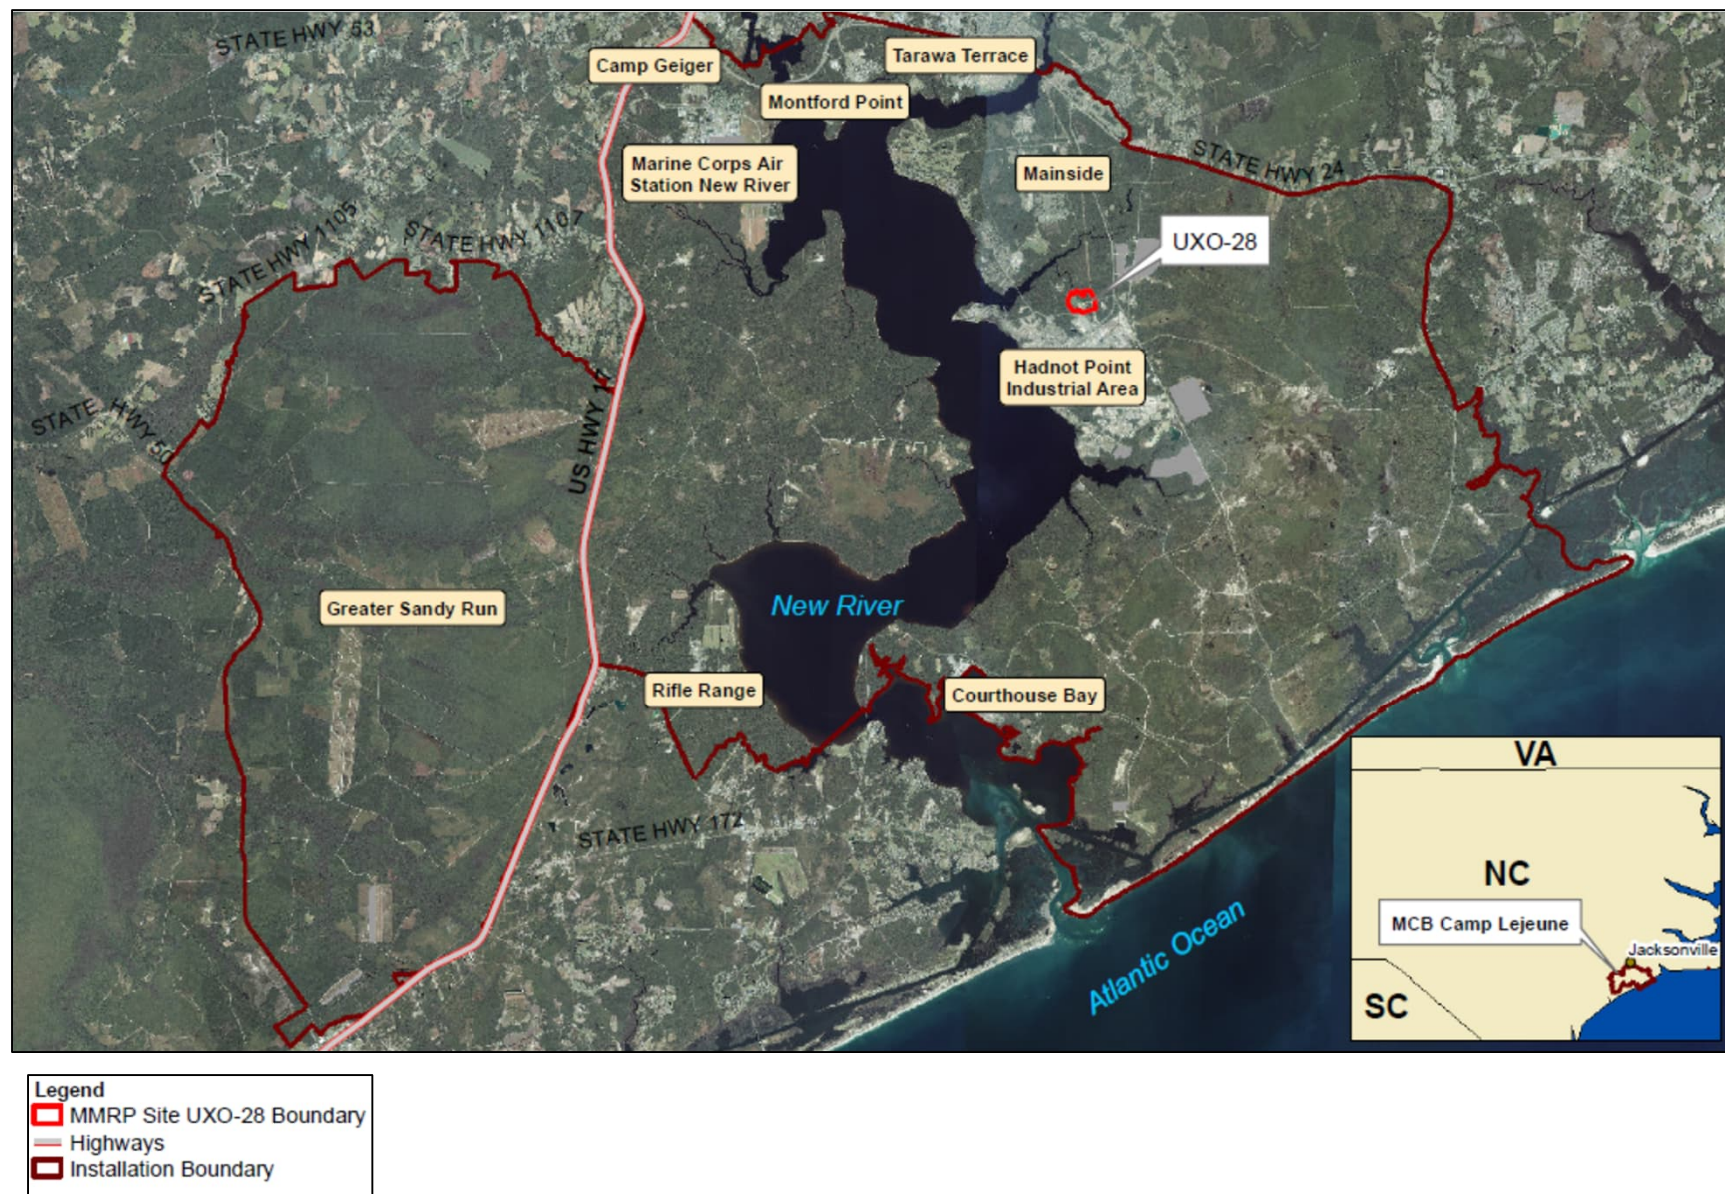 STATE HWY 53
Camp Geiger
Tarawa Terrace
Montford Point
Marine Corps Air
Station New River
Mainside
STATE HWY 24
STATE HWY 1105
STATE HWY 1107
UXO-28
Hadnot Point
Industrial Area
STATE HWY 50
US HWY 17
New River
Greater Sandy Run
Rifle Range
Courthouse Bay
STATE HWY 172
Atlantic Ocean
VA
NC
MCB Camp Lejeune
Jacksonville
SC
Legend
MMRP Site UXO-28 Boundary
Highways
Installation Boundary